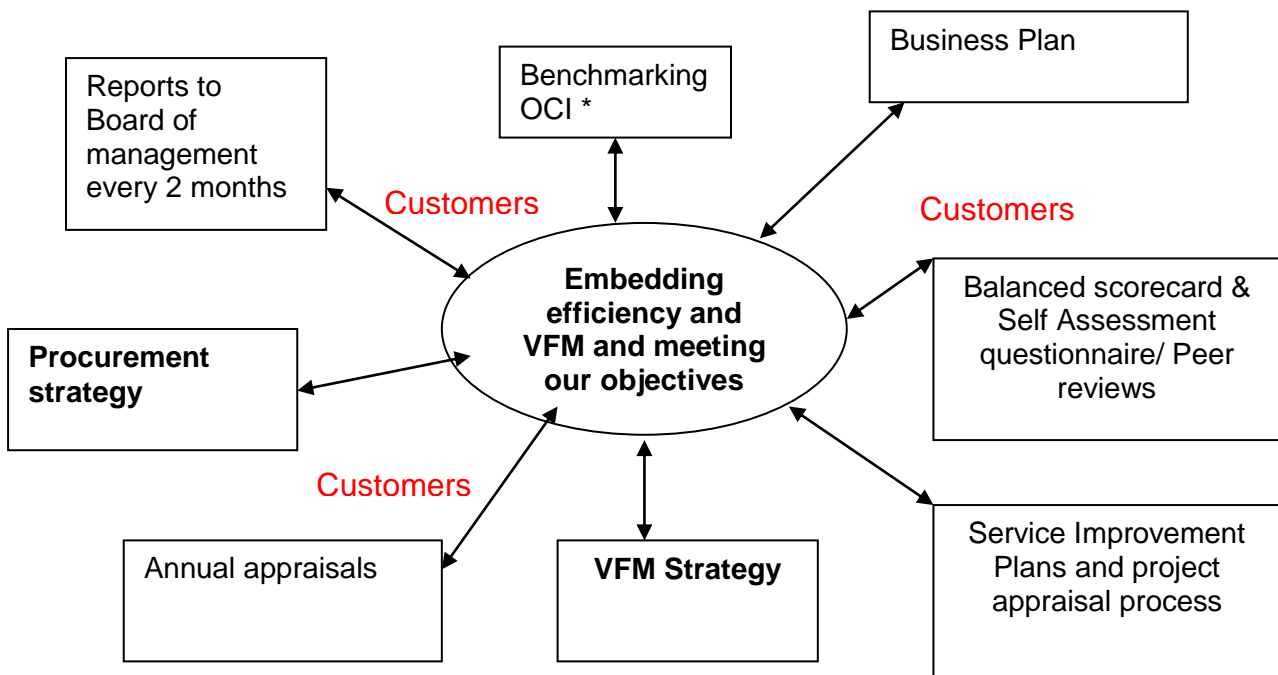 Business Plan
Benchmarking
OCI *
Reports to
Board of
management
every 2 months
Customers
Customers
Embedding
efficiency and
VFM and meeting
our objectives
Balanced scorecard &
Self Assessment
questionnaire/ Peer
reviews
Procurement
strategy
Customers
Annual appraisals
VFM Strategy
Service Improvement
Plans and project
appraisal process